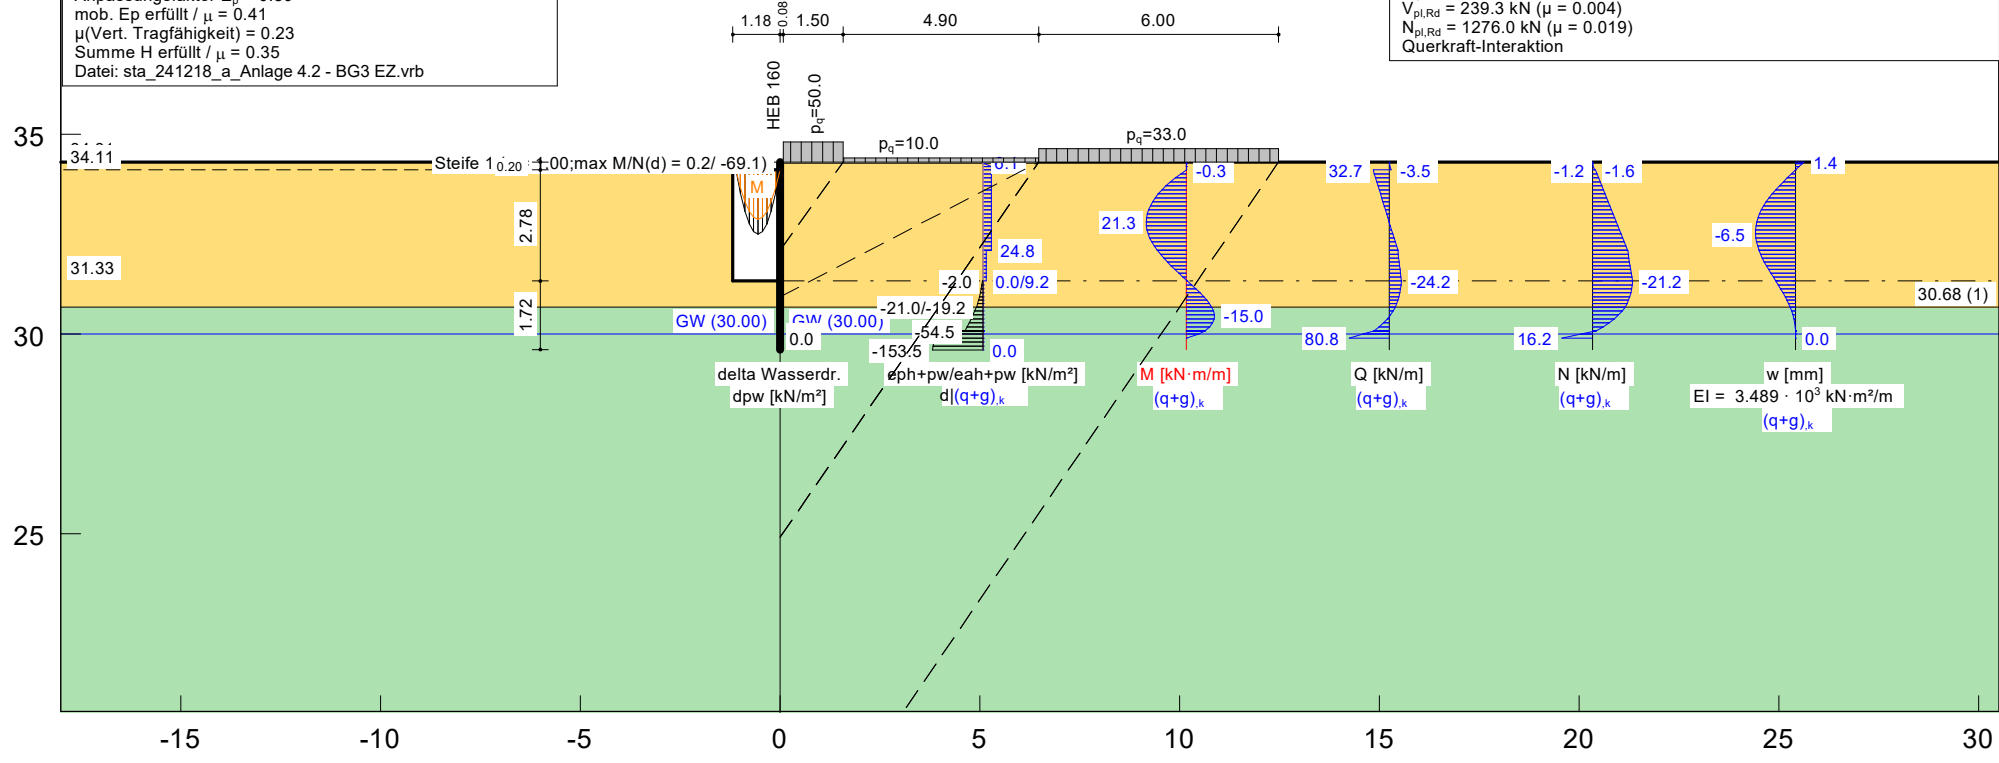 mob. Ep erfüllt / μ = 0.41
μ(Vert. Tragfähigkeit) = 0.23
Summe H erfüllt / μ = 0.35
Datei: sta_241218_a_Anlage 4.2 - BG3 EZ.vrb
V_pl,Rd = 239.3 kN (μ = 0.004)
N_pl,Rd = 1276.0 kN (μ = 0.019)
Querkraft-Interaktion
1.18
0.08
1.50
4.90
6.00
HEB 160
p_q=50.0
p_q=10.0
p_q=33.0
35
34.11
Steife 1
0.20
1.00;max M/N(d) = 0.2/ -69.1)
M
32.7
-3.5
-0.3
-1.2
-1.6
1.4
2.78
21.3
24.8
-6.5
31.33
-2.0
0.0/9.2
-24.2
-21.2
30.68 (1)
1.72
-21.0/-19.2
GW (30.00)
GW (30.00)
-15.0
30
0.0
-54.5
-153.5
0.0
80.8
16.2
0.0
delta Wasserdr.
dpw [kN/m²]
eph+pw/eah+pw [kN/m²]
d|(q+g),k
M [kN·m/m]
(q+g),k
Q [kN/m]
(q+g),k
N [kN/m]
(q+g),k
w [mm]
EI = 3.489 · 10³ kN·m²/m
(q+g),k
25
-15
-10
-5
0
5
10
15
20
25
30